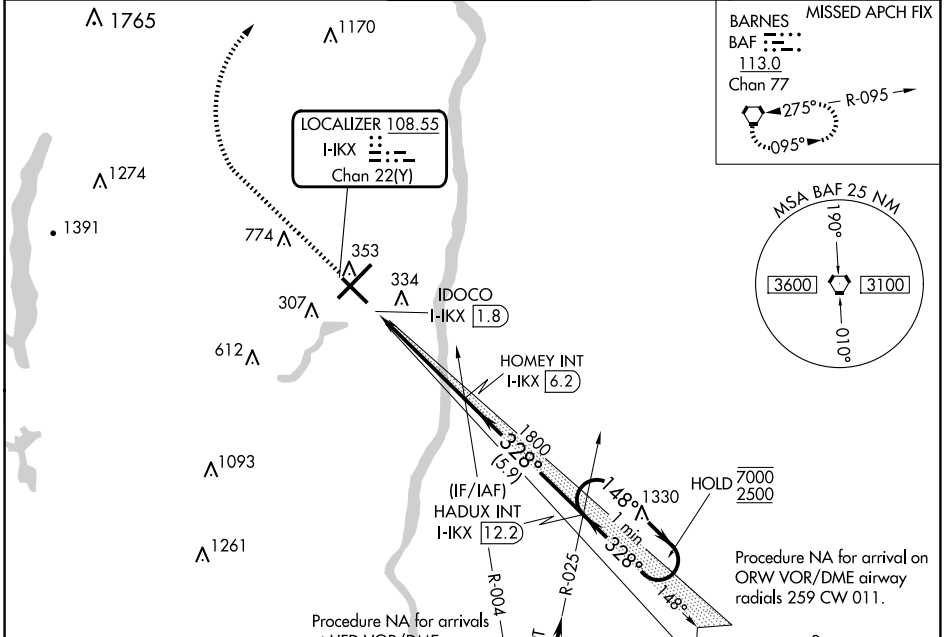 1765
1170
MISSED APCH FIX
BARNES
BAF
113.0
Chan 77
275°
R-095
095°
LOCALIZER 108.55
I-IKX
Chan 22(Y)
1274
1391
774
353
334
307
IDOCO
I-IKX 1.8
612
MSA BAF 25 NM
190°
3600
3100
010°
HOMEY INT
I-IKX 6.2
1800
328°
(5.9)
1093
(IF/IAF)
HADUX INT
I-IKX 12.2
148°
1330
1 min
328°
HOLD 7000
2500
1261
R-004
R-025
148°
Procedure NA for arrival on
ORW VOR/DME airway
radials 259 CW 011.
Procedure NA for arrivals
HFD VOR/DME